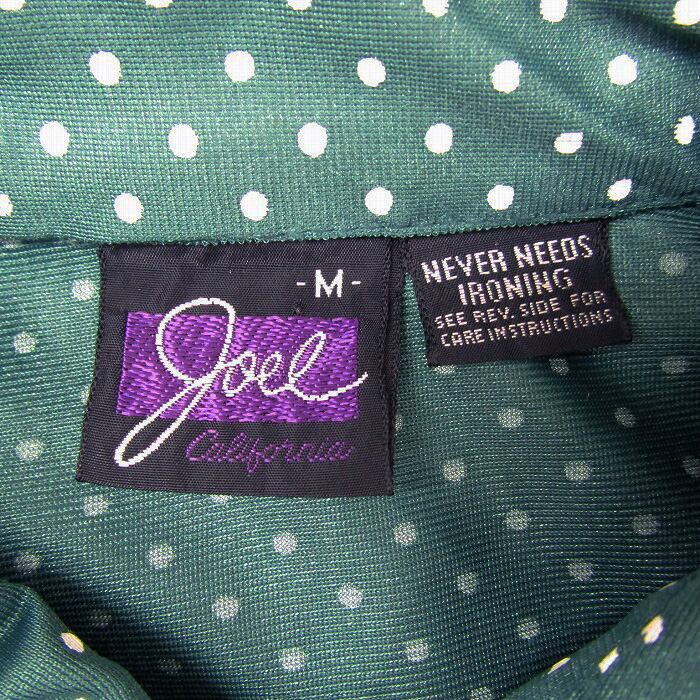 -M-
Joel
California
NEVER NEEDS
IRONING
SEE REV. SIDE FOR
CARE INSTRUCTIONS